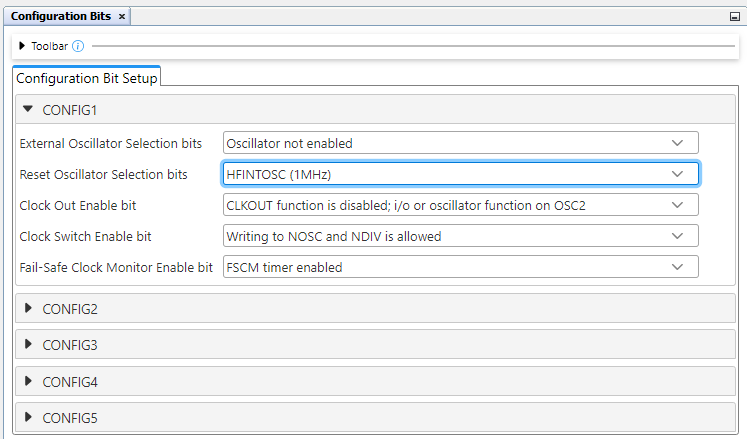 Configuration Bits ×
Toolbar
Configuration Bit Setup
CONFIG1
External Oscillator Selection bits Oscillator not enabled
Reset Oscillator Selection bits HFINTOSC (1MHz)
Clock Out Enable bit CLKOUT function is disabled; i/o or oscillator function on OSC2
Clock Switch Enable bit Writing to NOSC and NDIV is allowed
Fail-Safe Clock Monitor Enable bit FSCM timer enabled
CONFIG2
CONFIG3
CONFIG4
CONFIG5